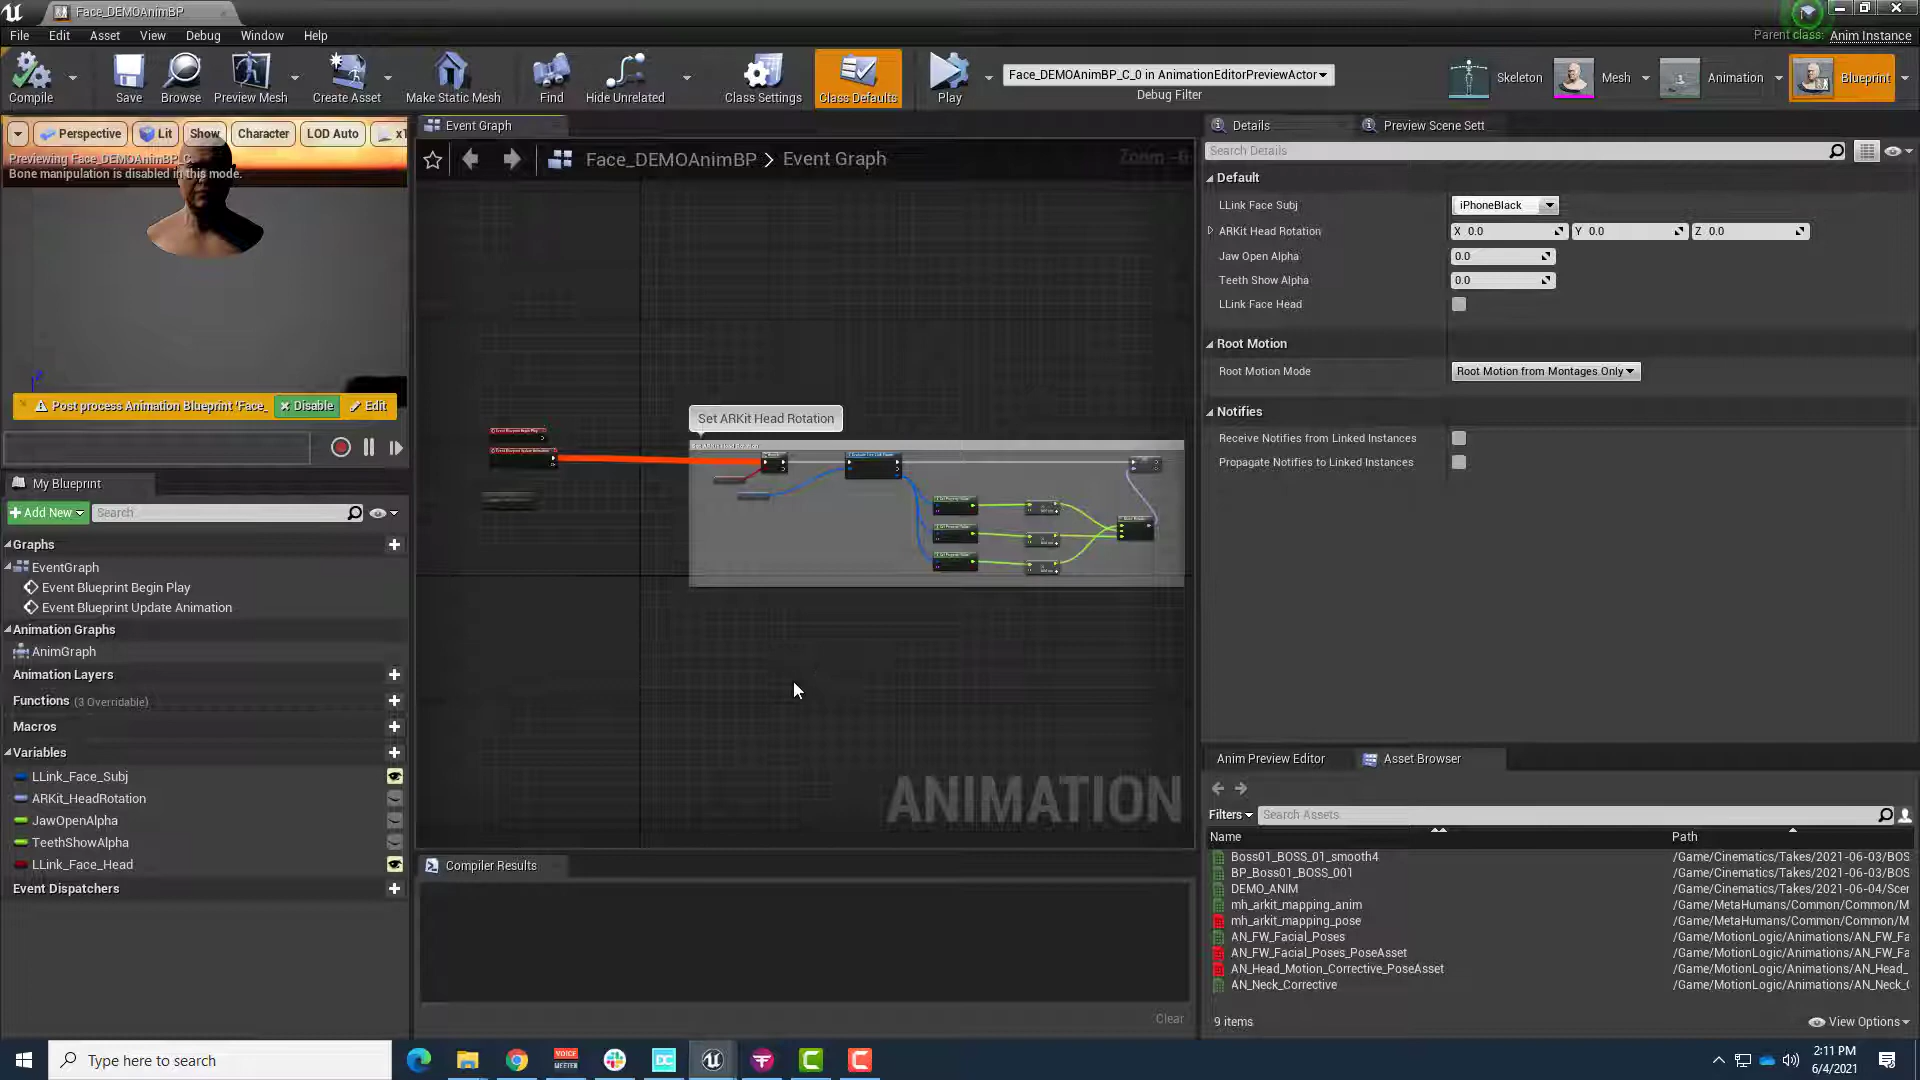 Face_DEMOAnimBP
File Edit Asset View Debug Window Help
Parent class: Anim Instance
Compile Save Browse Preview Mesh Create Asset Make Static Mesh Find Hide Unrelated Class Settings Class Defaults Play
Face_DEMOAnimBP_C_0 in AnimationEditorPreviewActor
Debug Filter
Skeleton Mesh Animation Blueprint
Perspective Lit Show Character LOD Auto x1
Previewing Face_DEMOAnimBP_C.
Bone manipulation is disabled in this mode.
Post process Animation Blueprint 'Face_ Disable Edit
My Blueprint
Add New Search
Graphs
EventGraph
Event Blueprint Begin Play
Event Blueprint Update Animation
Animation Graphs
AnimGraph
Animation Layers
Functions (3 Overridable)
Macros
Variables
LLink_Face_Subj
ARKit_HeadRotation
JawOpenAlpha
TeethShowAlpha
LLink_Face_Head
Event Dispatchers
Event Graph
Face_DEMOAnimBP > Event Graph
Zoom -6
Set ARKit Head Rotation
ANIMATION
Compiler Results
Clear
Details Preview Scene Sett
Search Details
Default
LLink Face Subj iPhoneBlack
ARKit Head Rotation X 0.0 Y 0.0 Z 0.0
Jaw Open Alpha 0.0
Teeth Show Alpha 0.0
LLink Face Head
Root Motion
Root Motion Mode Root Motion from Montages Only
Notifies
Receive Notifies from Linked Instances
Propagate Notifies to Linked Instances
Anim Preview Editor Asset Browser
Filters Search Assets
Name Path
Boss01_BOSS_01_smooth4 /Game/Cinematics/Takes/2021-06-03/BOS
BP_Boss01_BOSS_001 /Game/Cinematics/Takes/2021-06-03/BOS
DEMO_ANIM /Game/Cinematics/Takes/2021-06-04/Scer
mh_arkit_mapping_anim /Game/MetaHumans/Common/Common/M
mh_arkit_mapping_pose /Game/MetaHumans/Common/Common/M
AN_FW_Facial_Poses /Game/MotionLogic/Animations/AN_FW_Fa
AN_FW_Facial_Poses_PoseAsset /Game/MotionLogic/Animations/AN_FW_Fa
AN_Head_Motion_Corrective_PoseAsset /Game/MotionLogic/Animations/AN_Head_
AN_Neck_Corrective /Game/MotionLogic/Animations/AN_Neck_
9 items View Options
Type here to search
VOICE
MEETER
DC
2:11 PM
6/4/2021